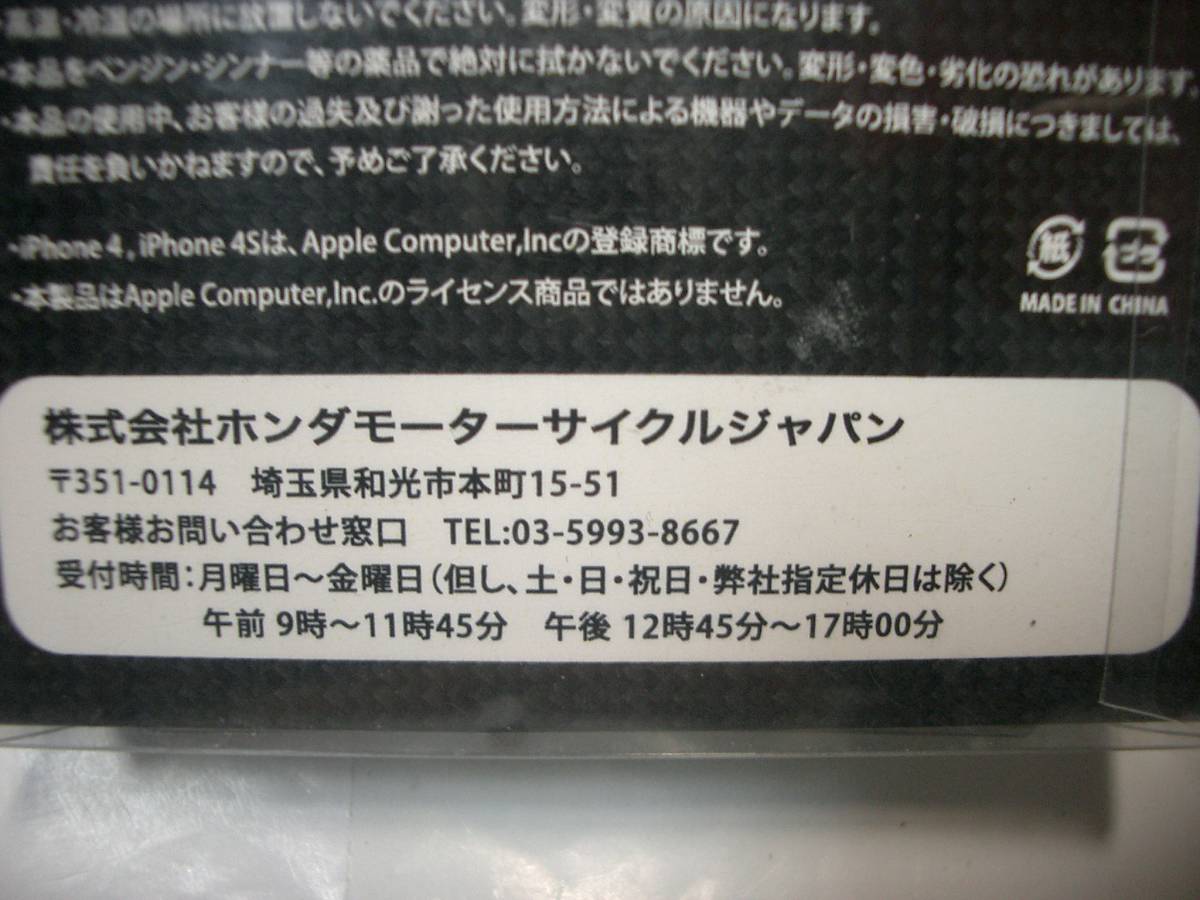 ・高温・冷温の場所に放置しないでください。変形・変質の原因になります。
・本品をベンジン・シンナー等の薬品で絶対に拭かないでください。変形・変色・劣化の恐れがあります。
・本品の使用中、お客様の過失及び謝った使用方法による機器やデータの損害・破損につきましては、
責任を負いかねますので、予めご了承ください。
・iPhone 4 , iPhone 4Sは、Apple Computer,Incの登録商標です。
・本製品はApple Computer,Inc.のライセンス商品ではありません。
紙 プラ
MADE IN CHINA
株式会社ホンダモーターサイクルジャパン
〒351-0114 埼玉県和光市本町15-51
お客様お問い合わせ窓口 TEL:03-5993-8667
受付時間：月曜日～金曜日（但し、土・日・祝日・弊社指定休日は除く）
午前 9時～11時45分 午後 12時45分～17時00分